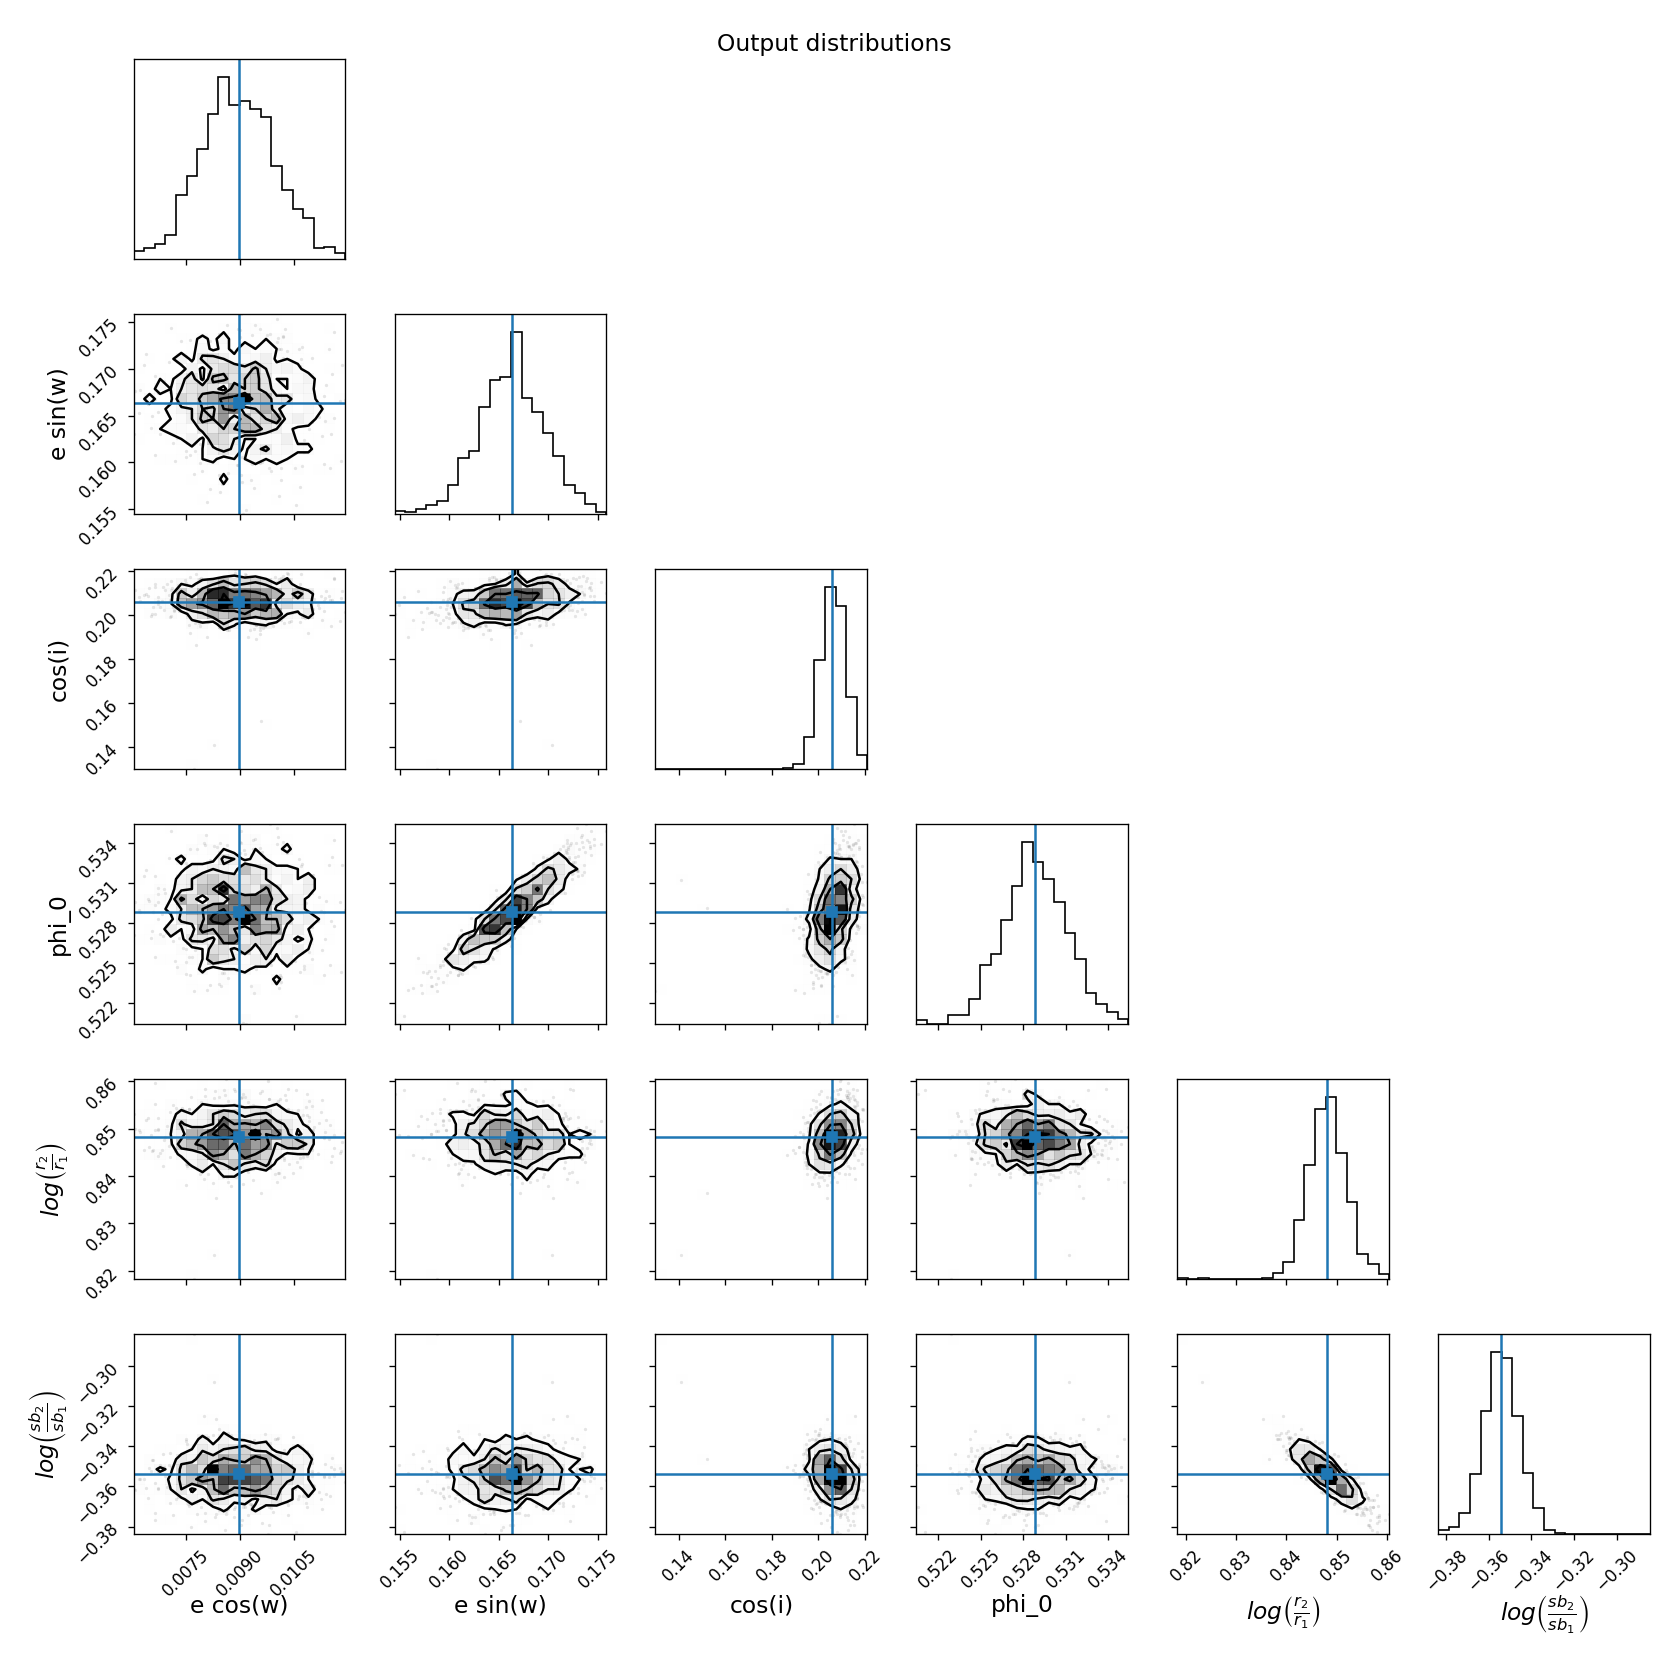 Output distributions
e sin(w)
0.175
0.170
0.165
0.160
0.155
cos(i)
0.22
0.20
0.18
0.16
0.14
phi_0
0.534
0.531
0.528
0.525
0.522
log(r₂/r₁)
0.86
0.85
0.84
0.83
0.82
log(sb₂/sb₁)
−0.30
−0.32
−0.34
−0.36
−0.38
0.0075 0.0090 0.0105
0.155 0.160 0.165 0.170 0.175
0.14 0.16 0.18 0.20 0.22
0.522 0.525 0.528 0.531 0.534
0.82 0.83 0.84 0.85 0.86
−0.38 −0.36 −0.34 −0.32 −0.30
e cos(w)
e sin(w)
cos(i)
phi_0
log(r₂/r₁)
log(sb₂/sb₁)